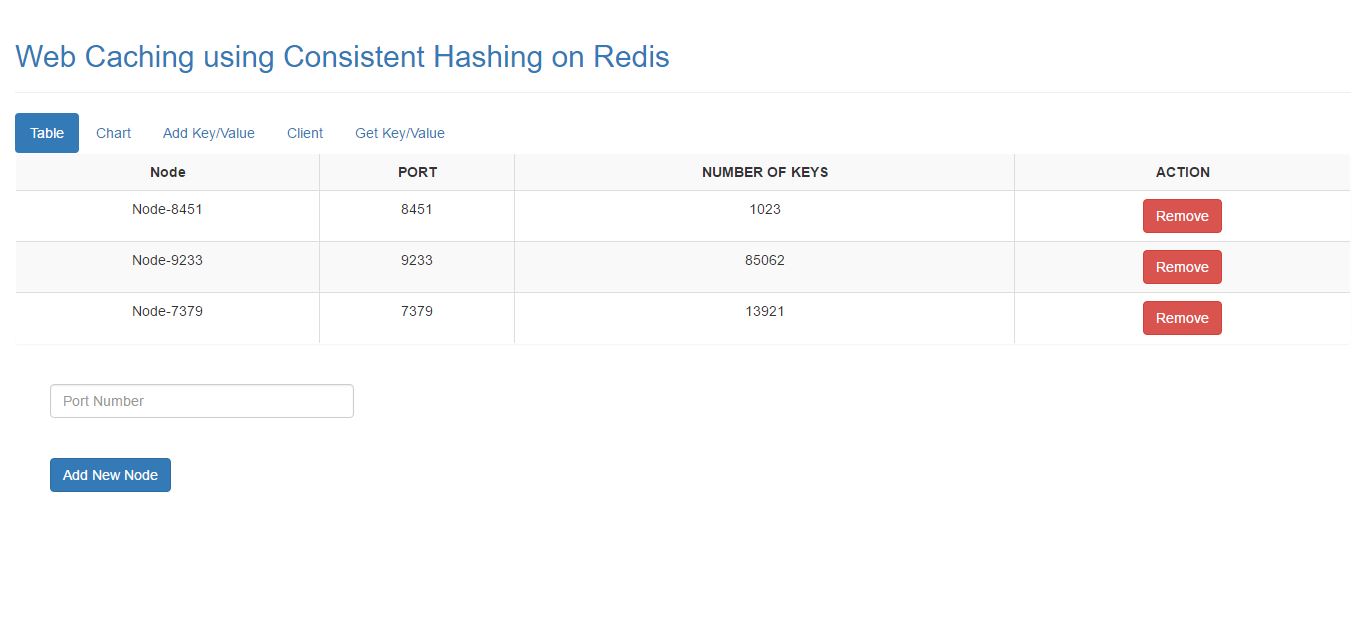 Web Caching using Consistent Hashing on Redis
Table Chart Add Key/Value Client Get Key/Value
Node PORT NUMBER OF KEYS ACTION
Node-8451 8451 1023 Remove
Node-9233 9233 85062 Remove
Node-7379 7379 13921 Remove
Port Number
Add New Node